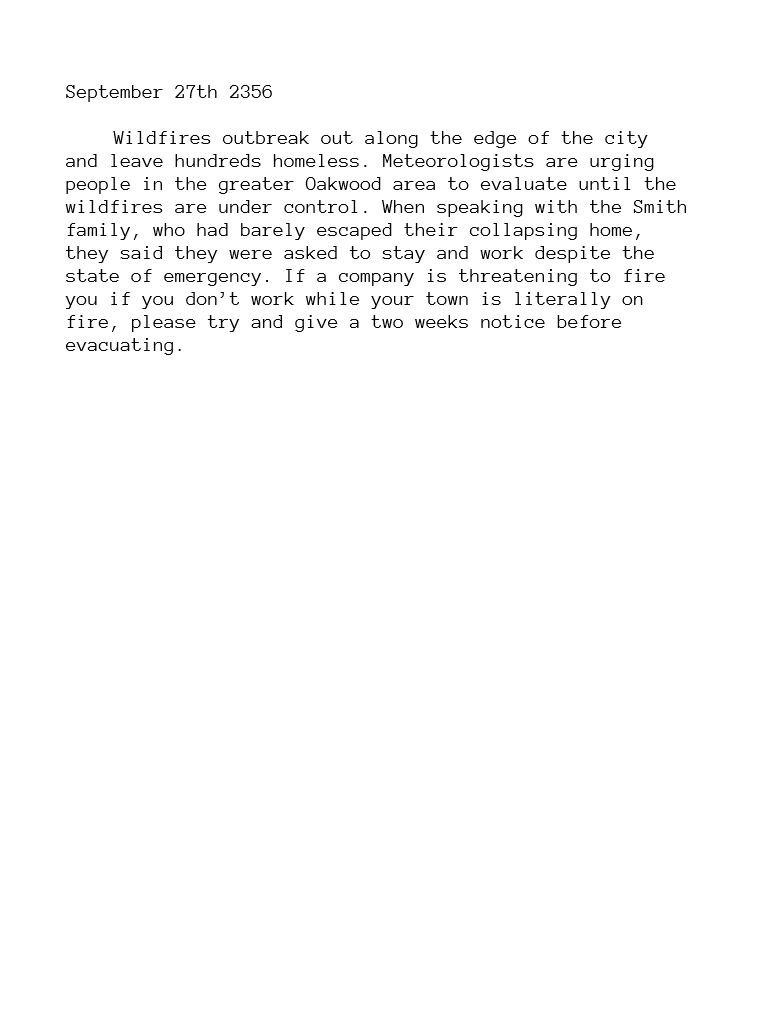 September 27th 2356
Wildfires outbreak out along the edge of the city
and leave hundreds homeless. Meteorologists are urging
people in the greater Oakwood area to evaluate until the
wildfires are under control. When speaking with the Smith
family, who had barely escaped their collapsing home,
they said they were asked to stay and work despite the
state of emergency. If a company is threatening to fire
you if you don't work while your town is literally on
fire, please try and give a two weeks notice before
evacuating.